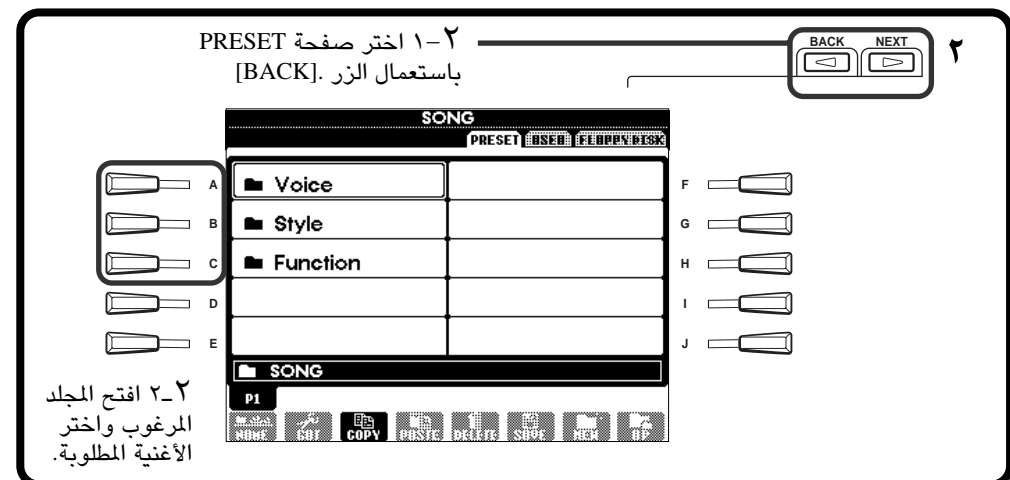 ٢–١ اختر صفحة PRESET
باستعمال الزر .[BACK]
BACK NEXT
٢
SONG
PRESET USER FLOPPY DISK
A Voice F
B Style G
C Function H
D I
E J
SONG
P1
NAME CUT COPY PASTE DELETE SAVE NEW UP
٢–٢ افتح المجلد
المرغوب واختر
الأغنية المطلوبة.